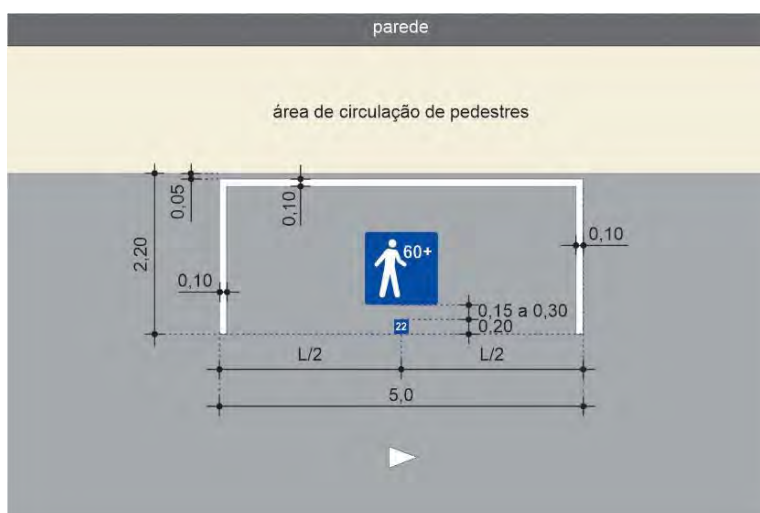 parede
área de circulação de pedestres
0,05
0,10
2,20
60+
0,10
0,10
0,15 a 0,30
22
0,20
L/2
L/2
5,0